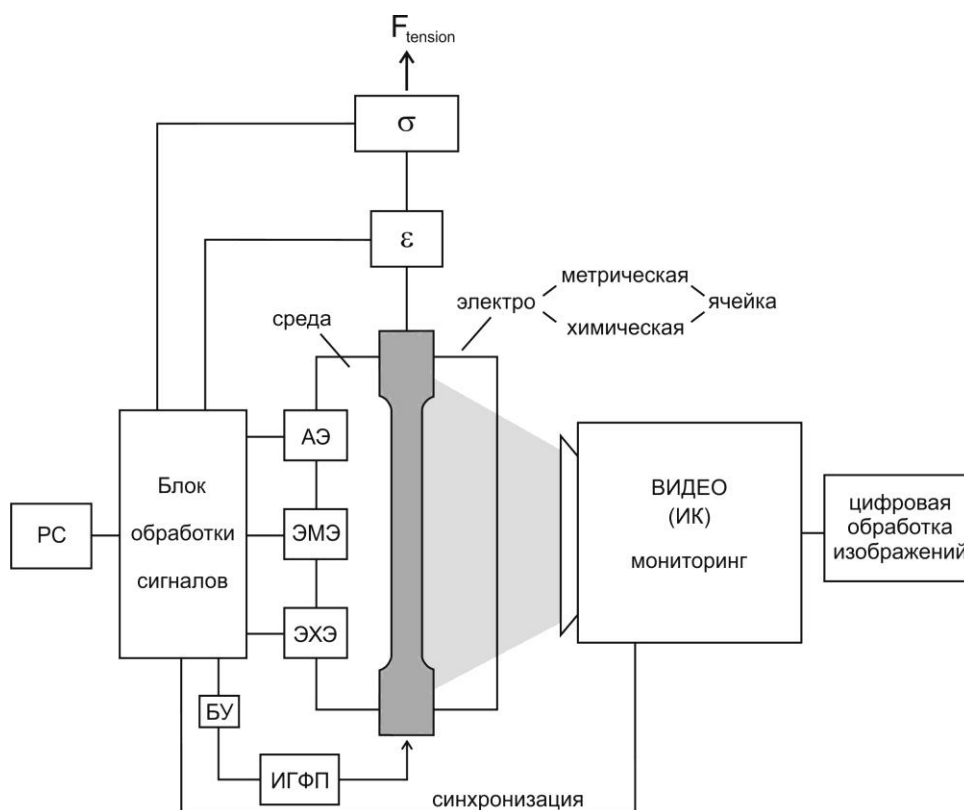 F tension
σ
ε
метрическая
электро
ячейка
химическая
среда
АЭ
ВИДЕО
(ИК)
мониторинг
цифровая
обработка
изображений
Блок
обработки
сигналов
PC
ЭМЭ
ЭХЭ
БУ
ИГФП
синхронизация